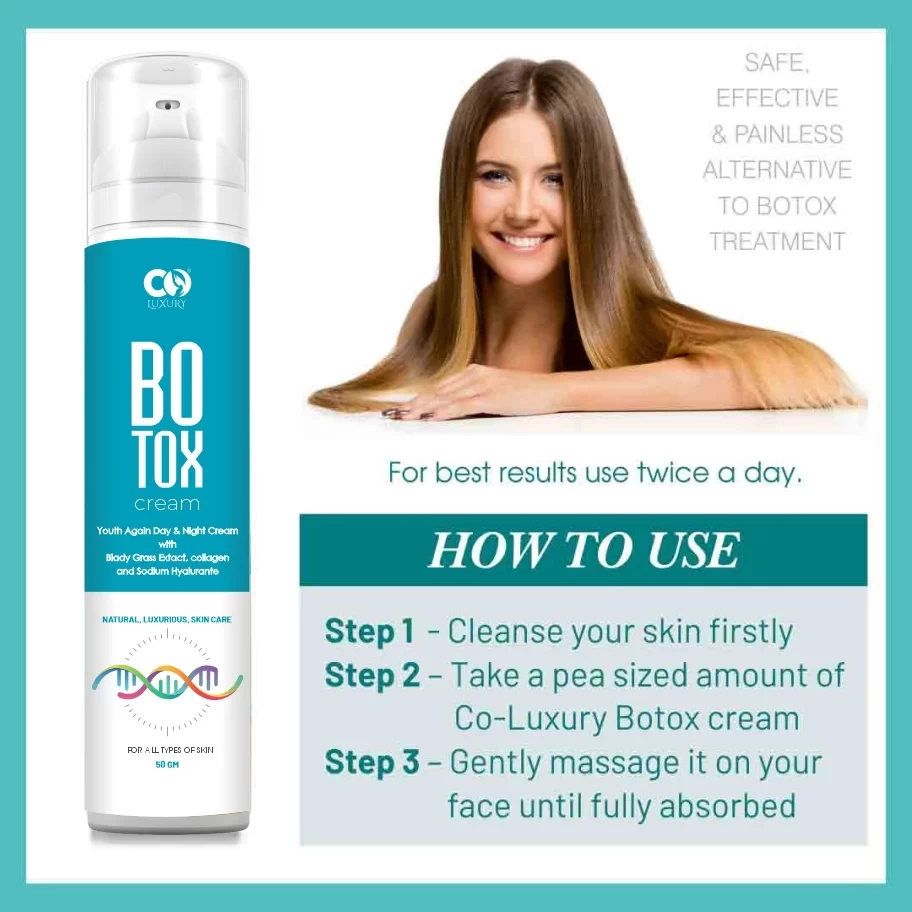 CO
LUXURY
BO
TOX
cream
Youth Again Day & Night Cream
with
Blady Grass Extact, collagen
and Sodium Hyalurante
NATURAL, LUXURIOUS, SKIN CARE
FOR ALL TYPES OF SKIN
50 GM
SAFE,
EFFECTIVE
& PAINLESS
ALTERNATIVE
TO BOTOX
TREATMENT
For best results use twice a day.
HOW TO USE
Step 1 - Cleanse your skin firstly
Step 2 - Take a pea sized amount of
Co-Luxury Botox cream
Step 3 - Gently massage it on your
face until fully absorbed